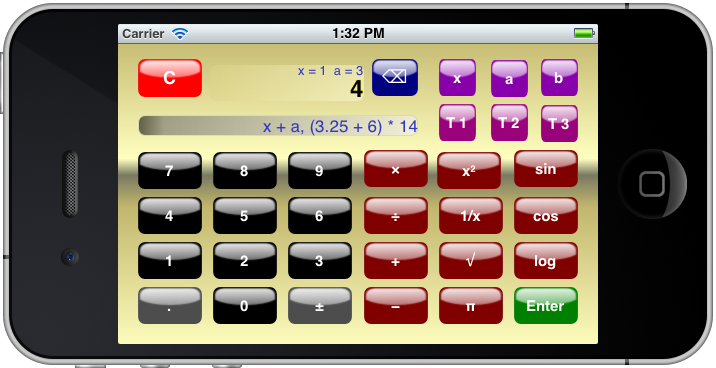 Carrier 1:32 PM
C x = 1 a = 3 ⌫ x a b
4
x + a, (3.25 + 6) * 14 T 1 T 2 T 3
7 8 9 × x² sin
4 5 6 ÷ 1/x cos
1 2 3 + √ log
. 0 ± − π Enter